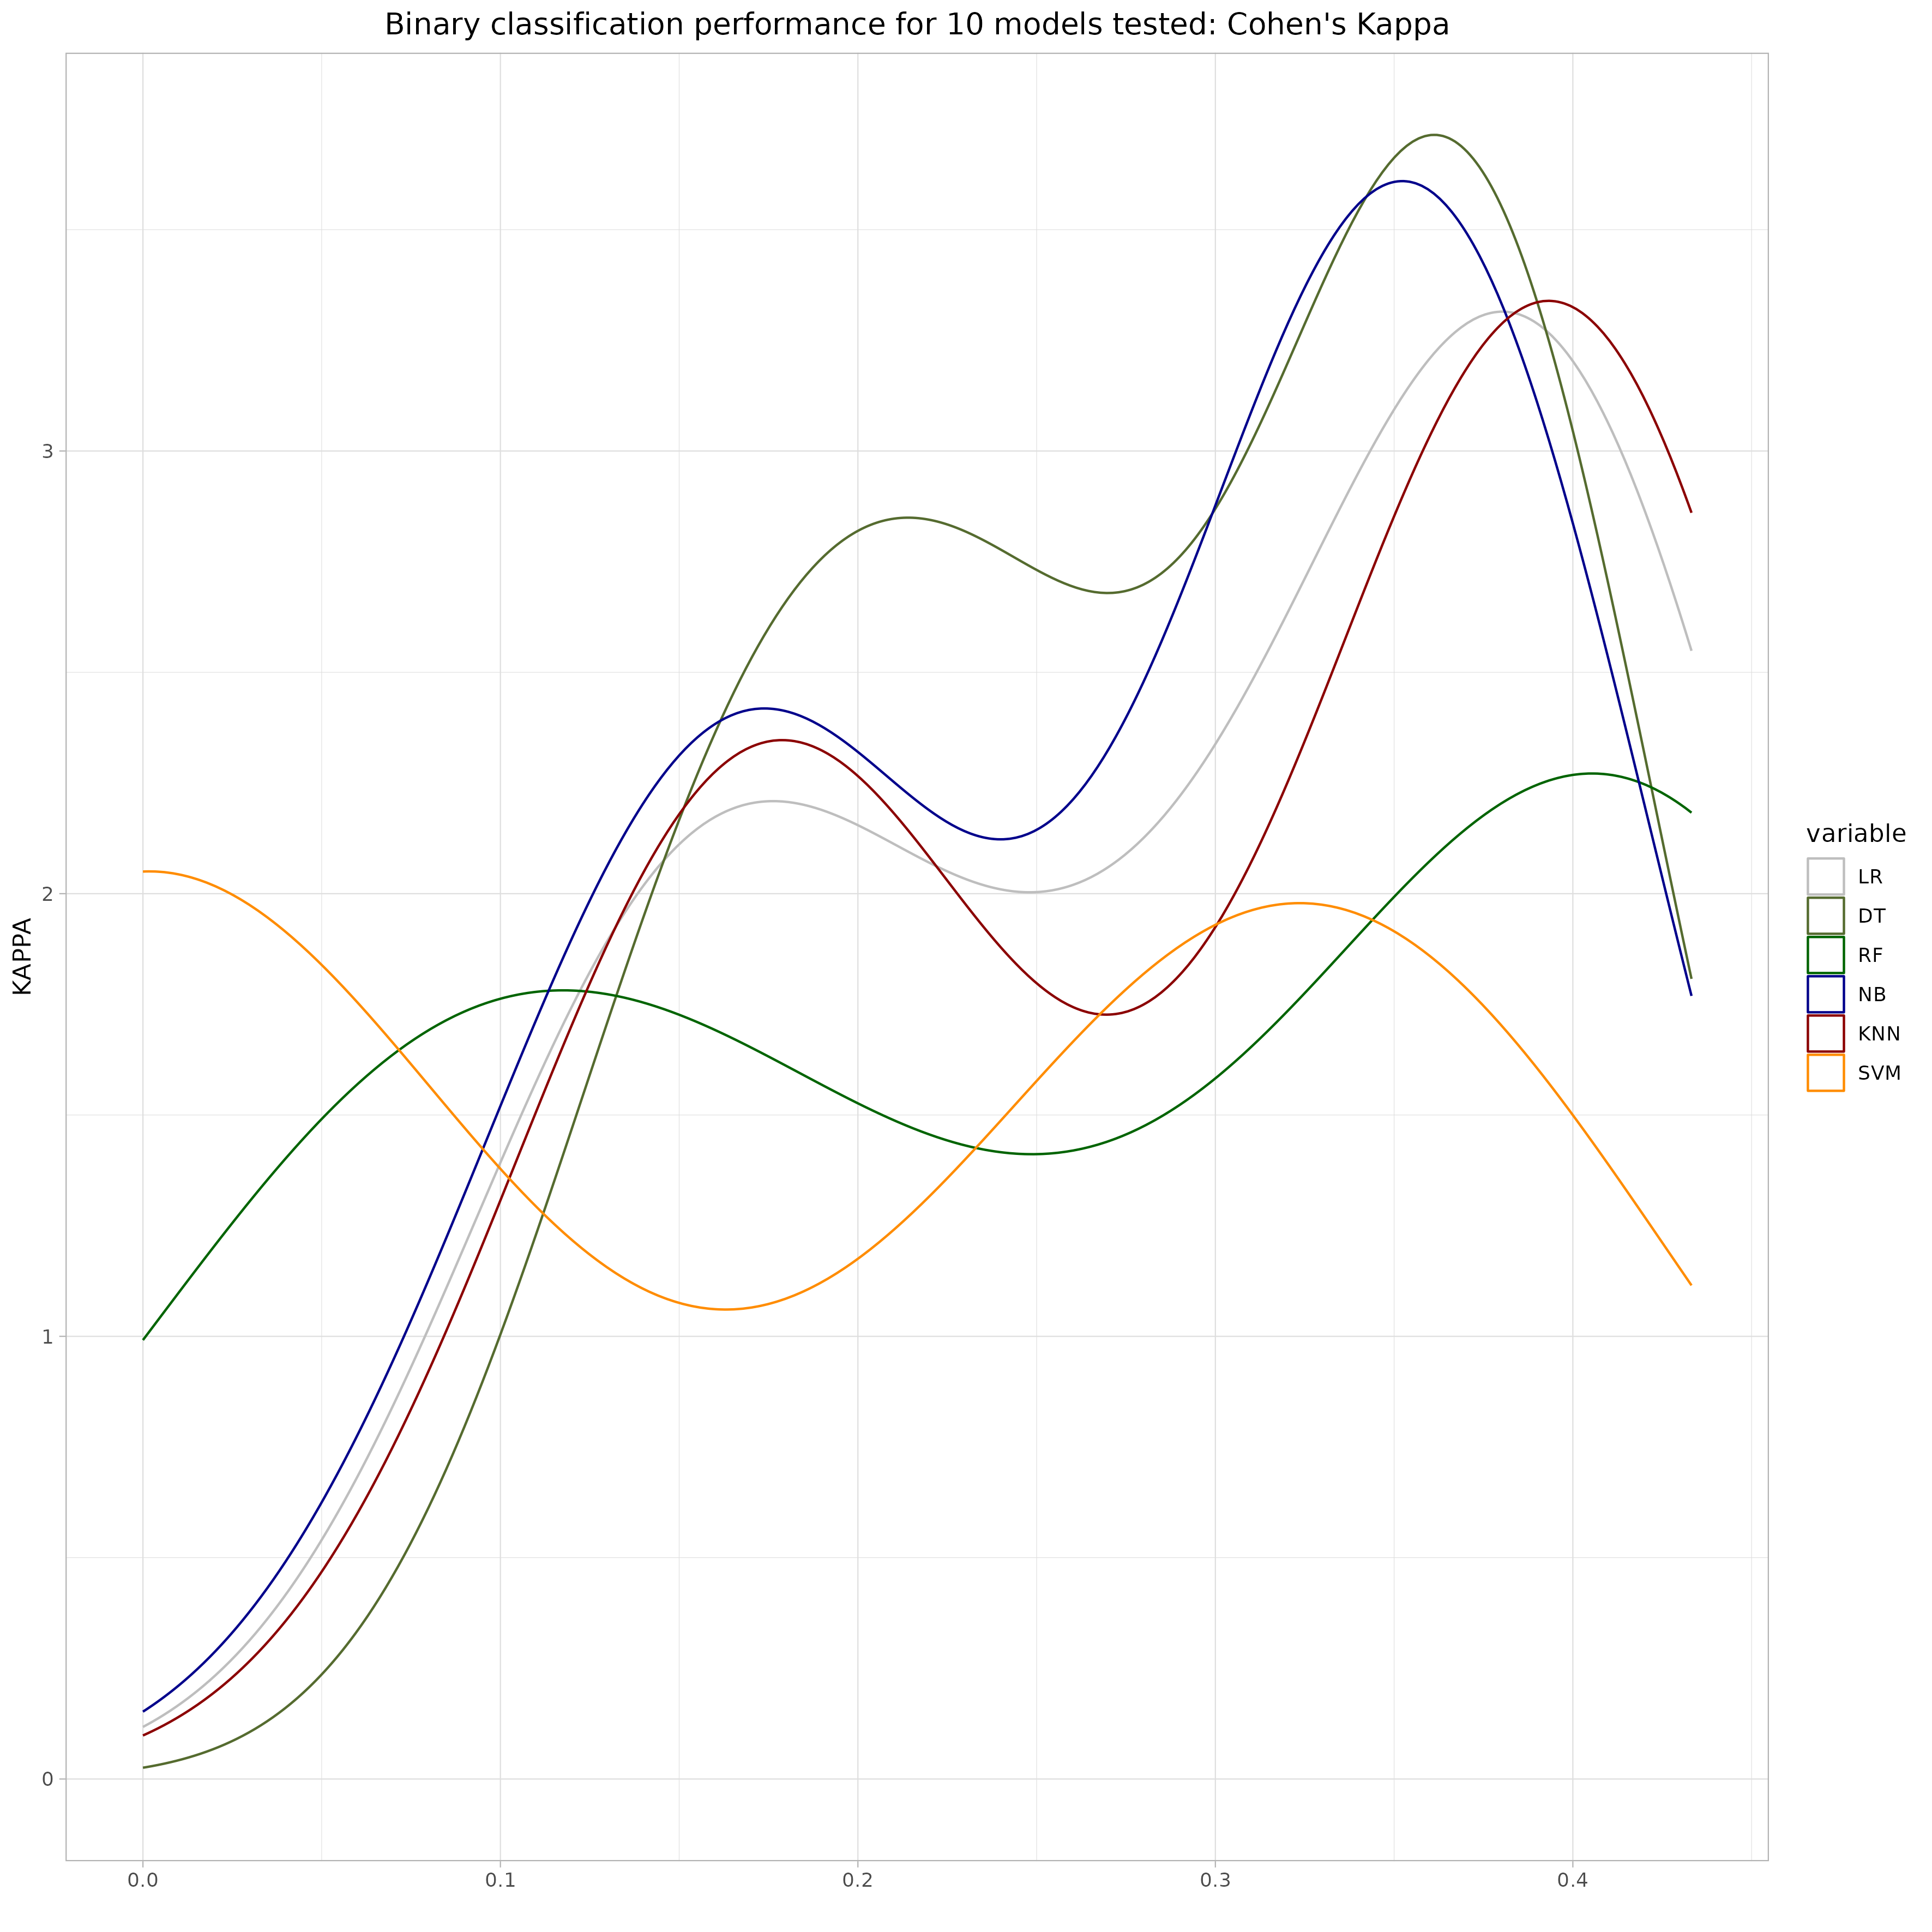 Binary classification performance for 10 models tested: Cohen's Kappa
KAPPA
3
2
1
0
0.0 0.1 0.2 0.3 0.4
variable
LR
DT
RF
NB
KNN
SVM